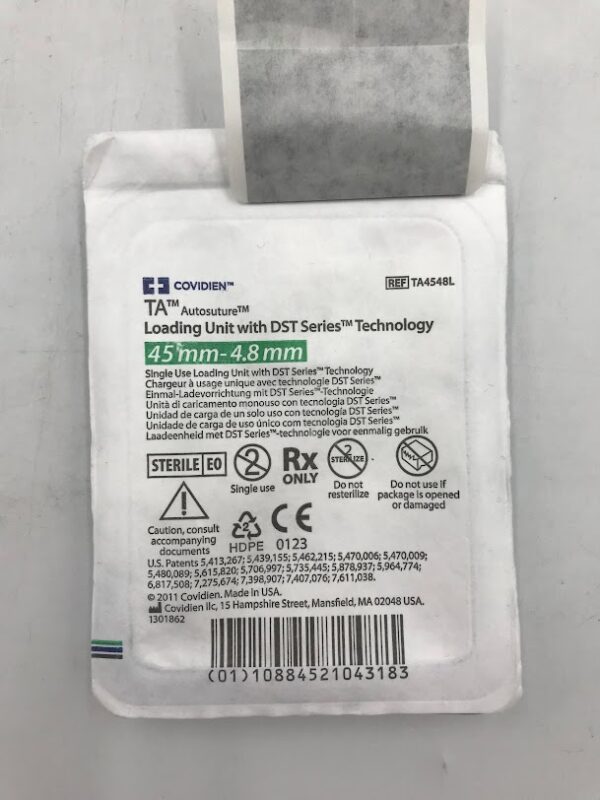 COVIDIEN™
REF TA4548L
TA™ Autosuture™
Loading Unit with DST Series™ Technology
45 mm - 4.8 mm
Single Use Loading Unit with DST Series™ Technology
Chargeur à usage unique avec technologie DST Series™
Einmal-Ladevorrichtung mit DST Series™-Technologie
Unità di caricamento monouso con tecnologia DST Series™
Unidad de carga de un solo uso con tecnología DST Series™
Unidade de carga de uso único com tecnologia DST Series™
Laadeenheid met DST Series™-technologie voor eenmalig gebruik
STERILE EO
2
Rx
ONLY
2
STERILIZE
Single use
Do not
resterilize
Do not use if
package is opened
or damaged
Caution, consult
accompanying
documents
2
HDPE
CE
0123
U.S. Patents 5,413,267; 5,439,155; 5,462,215; 5,470,006; 5,470,009;
5,480,089; 5,615,820; 5,706,997; 5,735,445; 5,878,937; 5,964,774;
6,817,508; 7,275,674; 7,398,907; 7,407,076; 7,611,038.
© 2011 Covidien. Made in USA.
Covidien llc, 15 Hampshire Street, Mansfield, MA 02048 USA.
1301862
(01)10884521043183